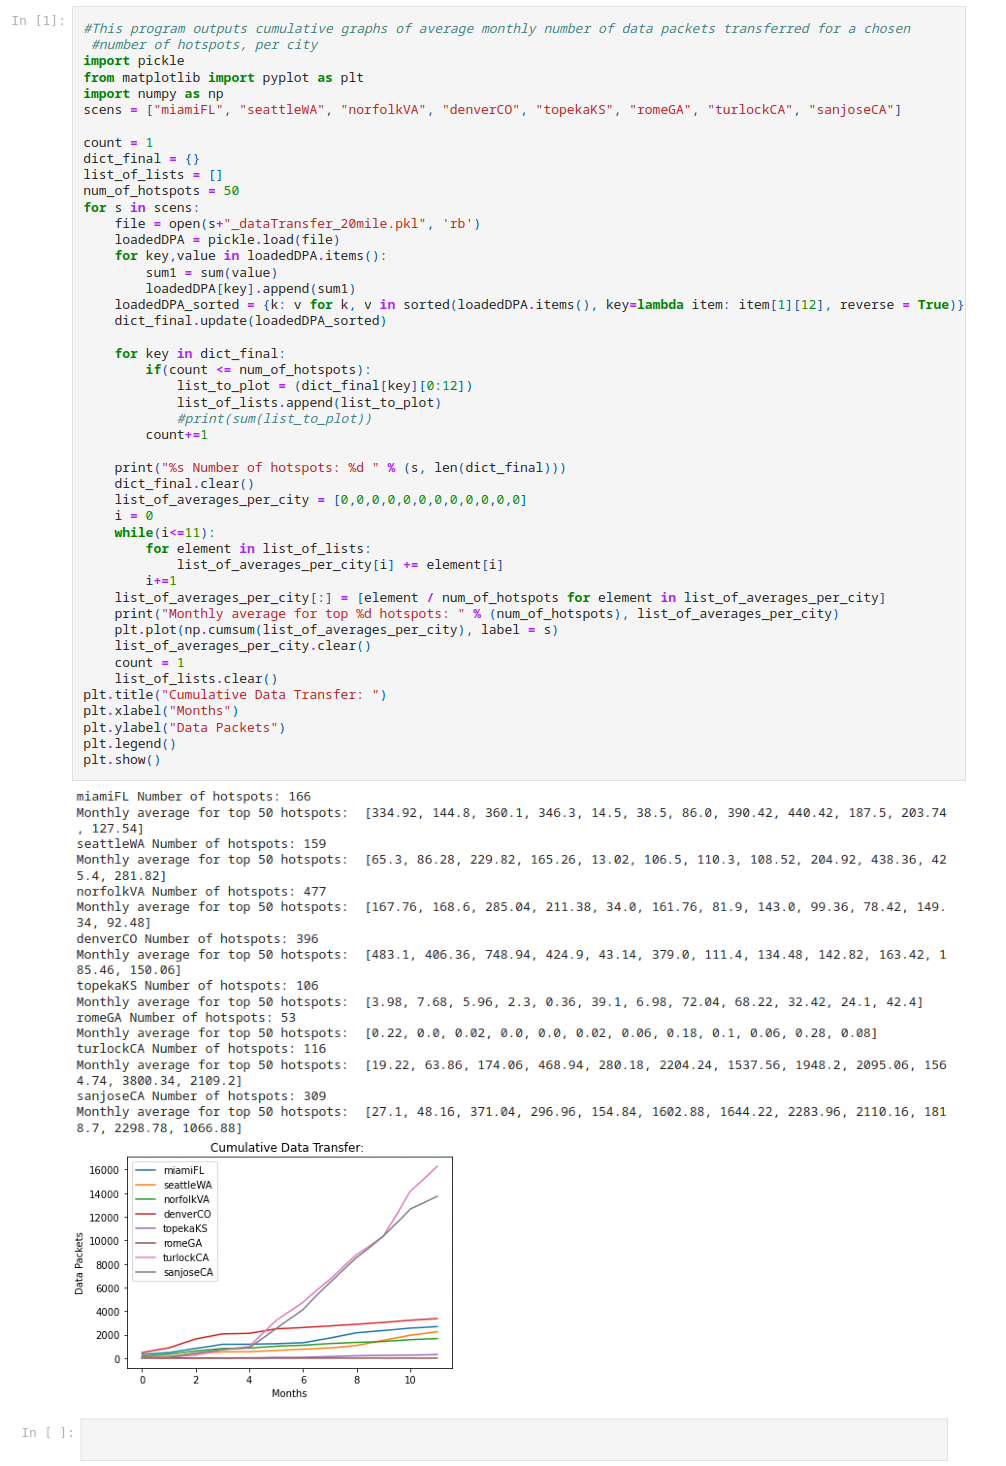 In [1]:
#This program outputs cumulative graphs of average monthly number of data packets transferred for a chosen
#number of hotspots, per city
import pickle
from matplotlib import pyplot as plt
import numpy as np
scens = ["miamiFL", "seattleWA", "norfolkVA", "denverCO", "topekaKS", "romeGA", "turlockCA", "sanjoseCA"]
count = 1
dict_final = {}
list_of_lists = []
num_of_hotspots = 50
for s in scens:
    file = open(s+"_dataTransfer_20mile.pkl", 'rb')
    loadedDPA = pickle.load(file)
    for key,value in loadedDPA.items():
        sum1 = sum(value)
        loadedDPA[key].append(sum1)
    loadedDPA_sorted = {k: v for k, v in sorted(loadedDPA.items(), key=lambda item: item[1][12], reverse = True)}
    dict_final.update(loadedDPA_sorted)
    for key in dict_final:
        if(count <= num_of_hotspots):
            list_to_plot = (dict_final[key][0:12])
            list_of_lists.append(list_to_plot)
            #print(sum(list_to_plot))
        count+=1
    print("%s Number of hotspots: %d " % (s, len(dict_final)))
    dict_final.clear()
    list_of_averages_per_city = [0,0,0,0,0,0,0,0,0,0,0,0]
    i = 0
    while(i<=11):
        for element in list_of_lists:
            list_of_averages_per_city[i] += element[i]
        i+=1
    list_of_averages_per_city[:] = [element / num_of_hotspots for element in list_of_averages_per_city]
    print("Monthly average for top %d hotspots: " % (num_of_hotspots), list_of_averages_per_city)
    plt.plot(np.cumsum(list_of_averages_per_city), label = s)
    list_of_averages_per_city.clear()
    count = 1
    list_of_lists.clear()
plt.title("Cumulative Data Transfer: ")
plt.xlabel("Months")
plt.ylabel("Data Packets")
plt.legend()
plt.show()
miamiFL Number of hotspots: 166
Monthly average for top 50 hotspots:  [334.92, 144.8, 360.1, 346.3, 14.5, 38.5, 86.0, 390.42, 440.42, 187.5, 203.74
, 127.54]
seattleWA Number of hotspots: 159
Monthly average for top 50 hotspots:  [65.3, 86.28, 229.82, 165.26, 13.02, 106.5, 110.3, 108.52, 204.92, 438.36, 42
5.4, 281.82]
norfolkVA Number of hotspots: 477
Monthly average for top 50 hotspots:  [167.76, 168.6, 285.04, 211.38, 34.0, 161.76, 81.9, 143.0, 99.36, 78.42, 149.
34, 92.48]
denverCO Number of hotspots: 396
Monthly average for top 50 hotspots:  [483.1, 406.36, 748.94, 424.9, 43.14, 379.0, 111.4, 134.48, 142.82, 163.42, 1
85.46, 150.06]
topekaKS Number of hotspots: 106
Monthly average for top 50 hotspots:  [3.98, 7.68, 5.96, 2.3, 0.36, 39.1, 6.98, 72.04, 68.22, 32.42, 24.1, 42.4]
romeGA Number of hotspots: 53
Monthly average for top 50 hotspots:  [0.22, 0.0, 0.02, 0.0, 0.0, 0.02, 0.06, 0.18, 0.1, 0.06, 0.28, 0.08]
turlockCA Number of hotspots: 116
Monthly average for top 50 hotspots:  [19.22, 63.86, 174.06, 468.94, 280.18, 2204.24, 1537.56, 1948.2, 2095.06, 156
4.74, 3800.34, 2109.2]
sanjoseCA Number of hotspots: 309
Monthly average for top 50 hotspots:  [27.1, 48.16, 371.04, 296.96, 154.84, 1602.88, 1644.22, 2283.96, 2110.16, 181
8.7, 2298.78, 1066.88]
Cumulative Data Transfer:
16000
14000
12000
10000
8000
6000
4000
2000
0
Data Packets
miamiFL
seattleWA
norfolkVA
denverCO
topekaKS
romeGA
turlockCA
sanjoseCA
0 2 4 6 8 10
Months
In [ ]: